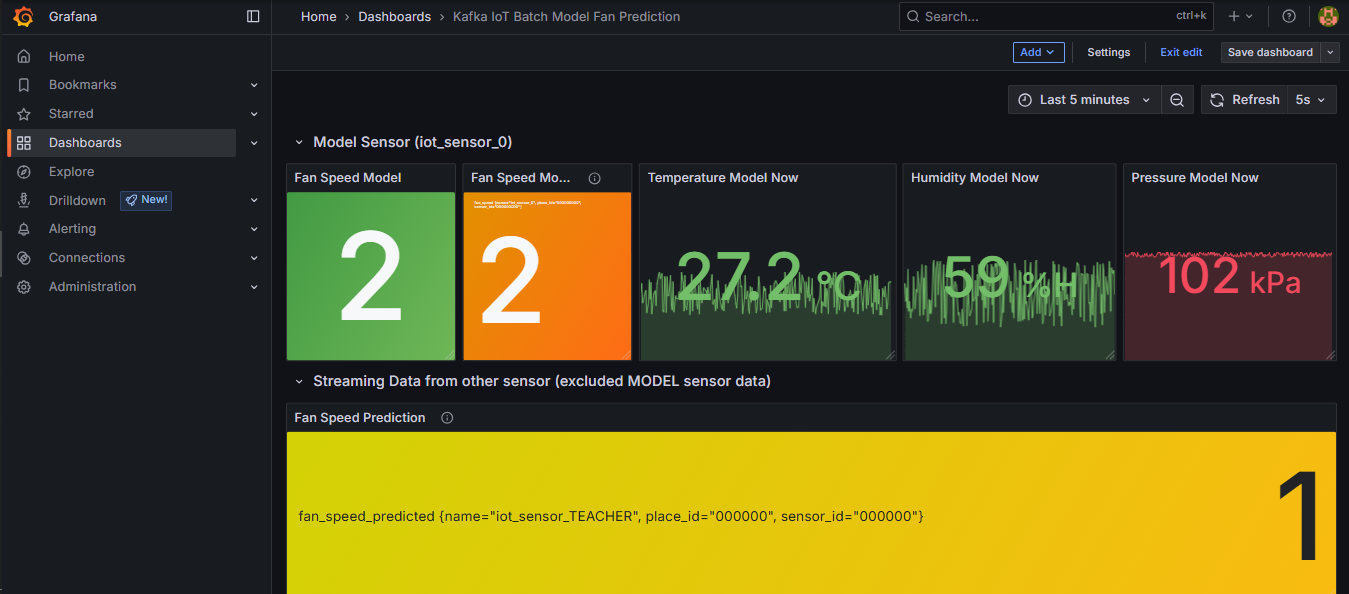 Grafana
Home › Dashboards › Kafka IoT Batch Model Fan Prediction
Search...
ctrl+k
Home
Bookmarks
Starred
Dashboards
Explore
Drilldown
New!
Alerting
Connections
Administration
Add
Settings
Exit edit
Save dashboard
Last 5 minutes
Refresh
5s
Model Sensor (iot_sensor_0)
Fan Speed Model
2
Fan Speed Mo...
2
Temperature Model Now
27.2 °C
Humidity Model Now
59 %H
Pressure Model Now
102 kPa
Streaming Data from other sensor (excluded MODEL sensor data)
Fan Speed Prediction
fan_speed_predicted {name="iot_sensor_TEACHER", place_id="000000", sensor_id="000000"}
1